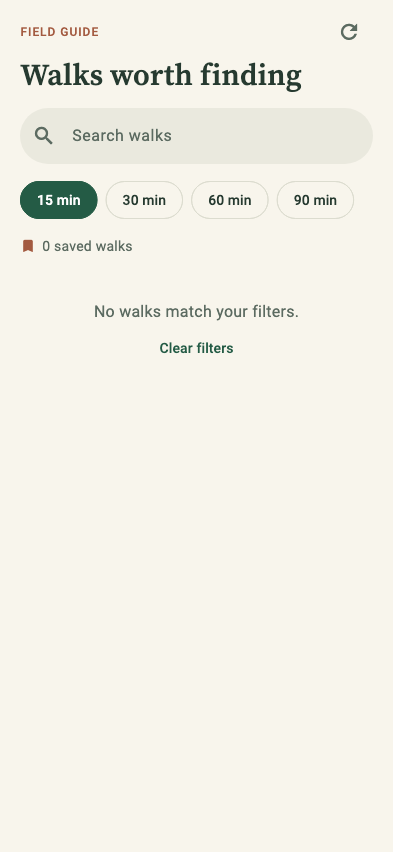 FIELD GUIDE
Walks worth finding
Search walks
15 min 30 min 60 min 90 min
0 saved walks
No walks match your filters.
Clear filters